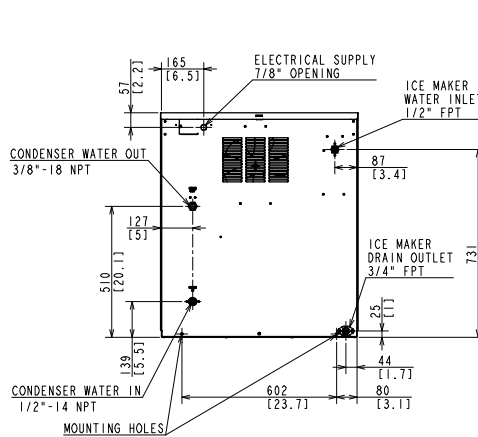 165
[6.5]
57
[2.2]
ELECTRICAL SUPPLY
7/8" OPENING
ICE MAKER
WATER INLE
1/2" FPT
CONDENSER WATER OUT
3/8"-18 NPT
87
[3.4]
127
[5]
510
[20.1]
731
ICE MAKER
DRAIN OUTLET
3/4" FPT
25
[1]
139
[5.5]
44
[1.7]
CONDENSER WATER IN
1/2"-14 NPT
602
[23.7]
80
[3.1]
MOUNTING HOLES